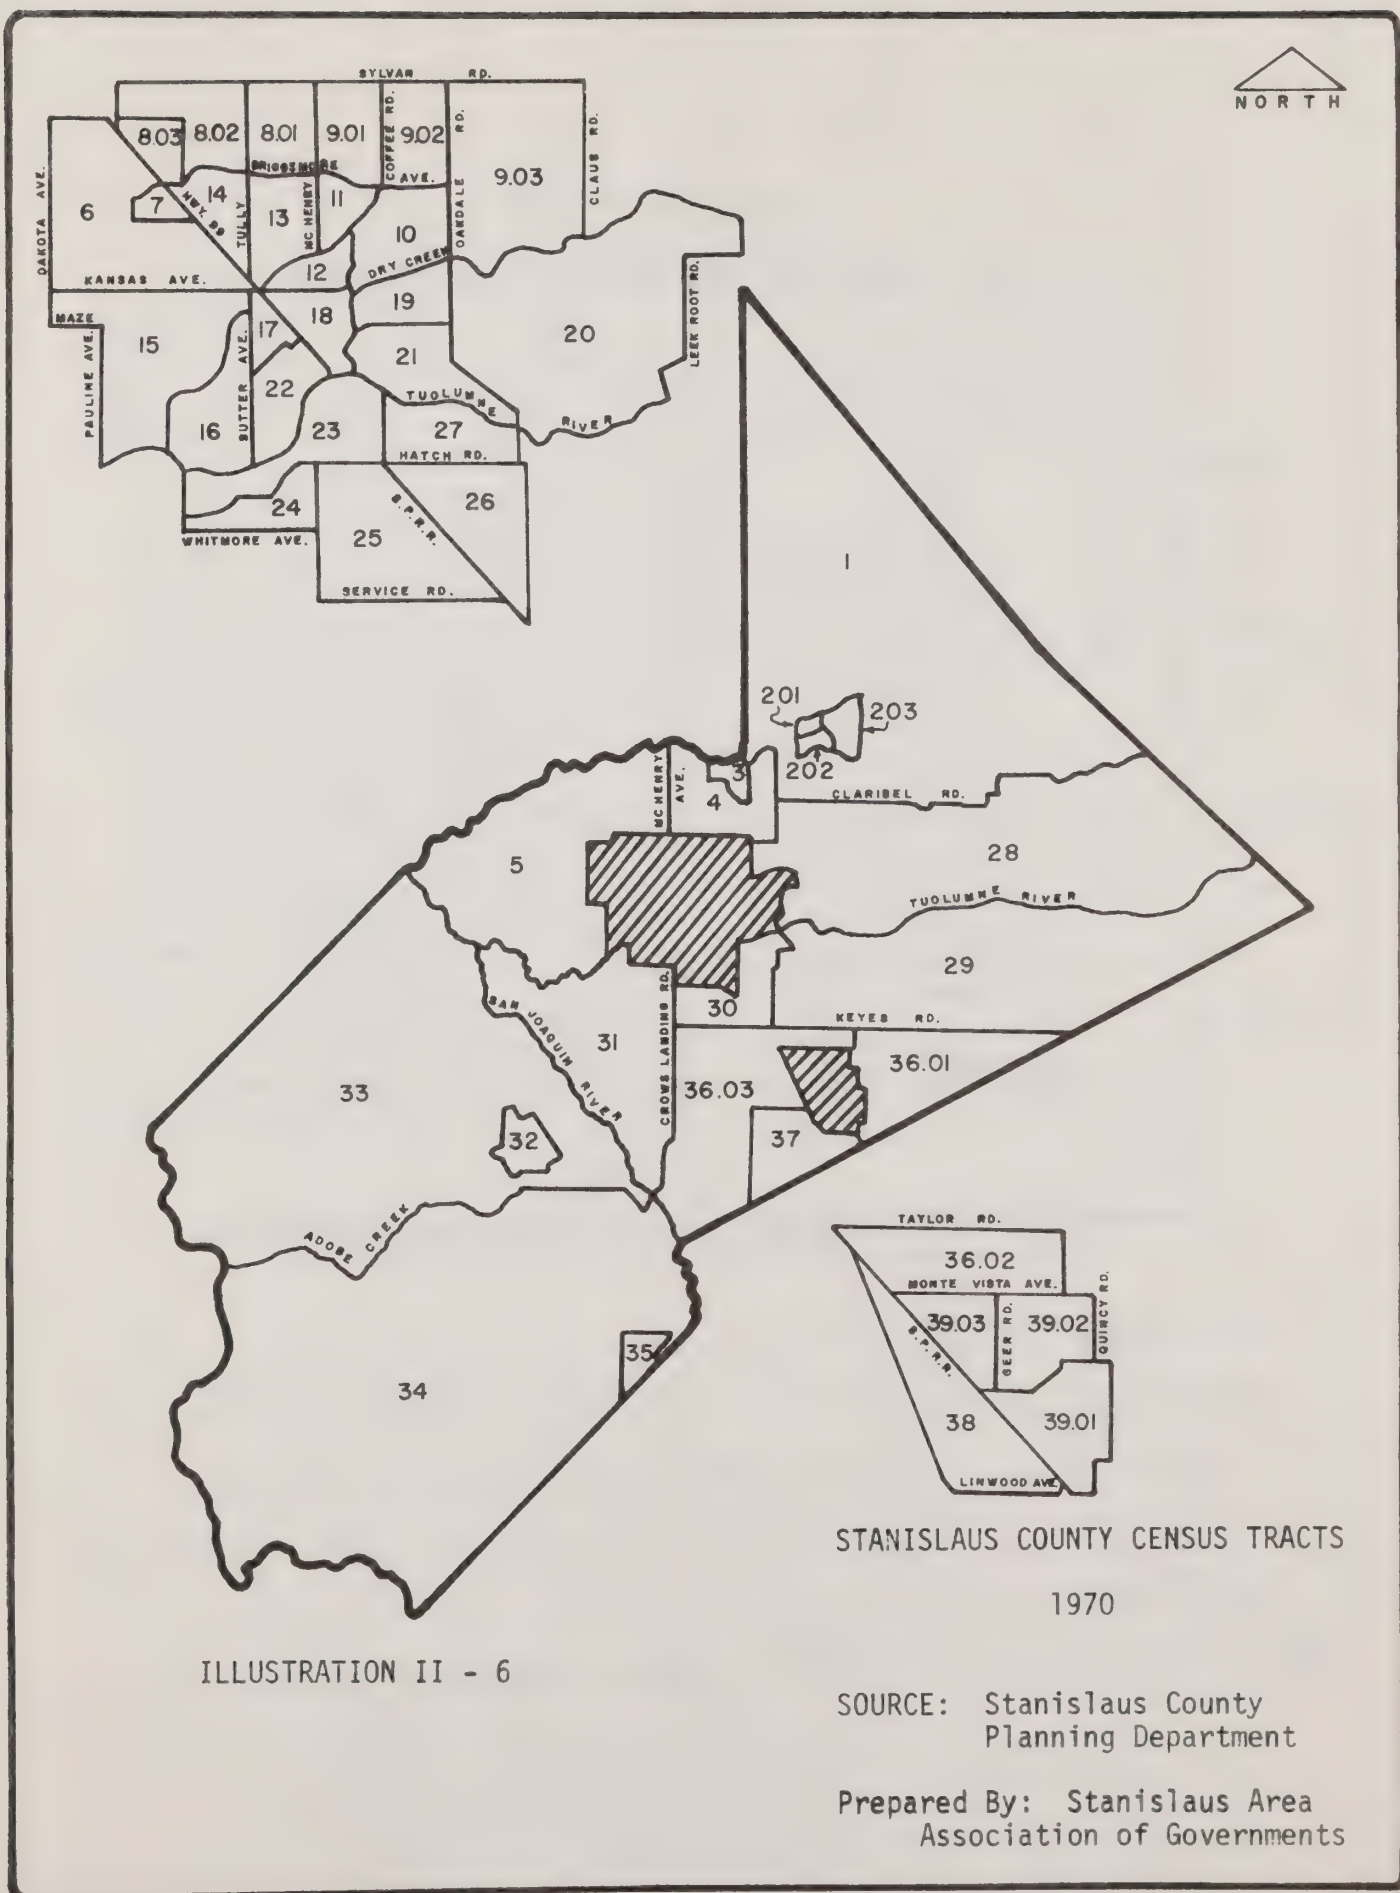 NORTH
SYLVAN RD.
8.03
8.02
8.01
9.01
COFFEE RD.
9.02
OAKDALE RD.
9.03
CLAUS RD.
DAKOTA AVE.
6
7
HWY. 99
14
TULLY
BRIGGSMORE AVE.
13
MC HENRY
11
10
12
DRY CREEK
KANSAS AVE.
MAZE
15
PAULINE AVE.
16
SUTTER AVE.
17
18
19
20
LEEK ROOT RD.
21
22
23
TUOLUMNE RIVER
27
HATCH RD.
24
WHITMORE AVE.
25
S.P.R.R.
26
SERVICE RD.
1
201
203
202
MC HENRY AVE.
3
4
CLARIBEL RD.
5
28
TUOLUMNE RIVER
29
30
KEYES RD.
SAN JOAQUIN RIVER
31
CROWS LANDING RD.
36.03
36.01
33
32
37
ADOBE CREEK
34
35
TAYLOR RD.
36.02
MONTE VISTA AVE.
39.03
GEER RD.
39.02
QUINCY RD.
S.P.R.R.
38
39.01
LINWOOD AVE.
STANISLAUS COUNTY CENSUS TRACTS
1970
ILLUSTRATION II - 6
SOURCE: Stanislaus County
Planning Department
Prepared By: Stanislaus Area
Association of Governments